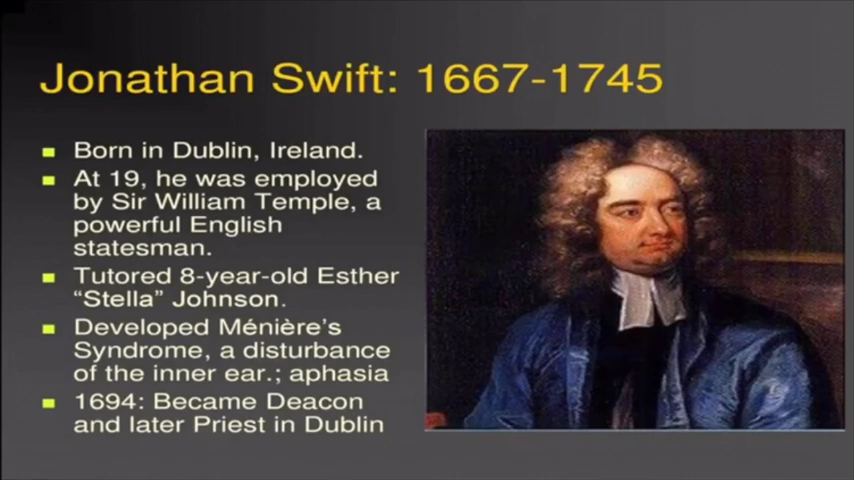 Jonathan Swift: 1667-1745
Born in Dublin, Ireland.
At 19, he was employed
by Sir William Temple, a
powerful English
statesman.
Tutored 8-year-old Esther
“Stella” Johnson.
Developed Ménière’s
Syndrome, a disturbance
of the inner ear.; aphasia
1694: Became Deacon
and later Priest in Dublin